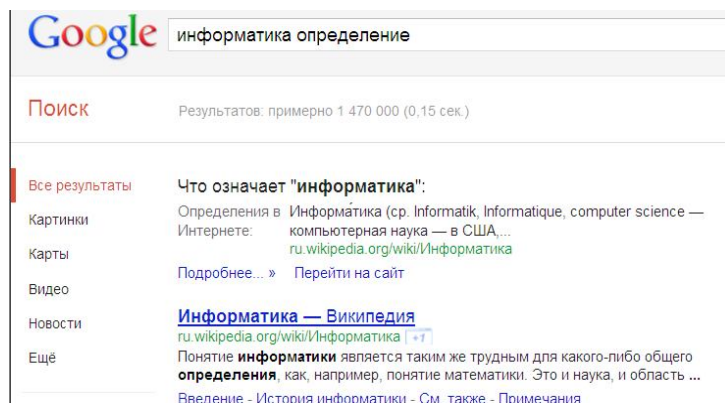 Google информатика определение
Поиск Результатов: примерно 1 470 000 (0,15 сек.)
Все результаты
Картинки
Карты
Видео
Новости
Ещё
Что означает "информатика":
Определения в Интернете: Информа́тика (ср. Informatik, Informatique, computer science —
компьютерная наука — в США,...
ru.wikipedia.org/wiki/Информатика
Подробнее... » Перейти на сайт
Информатика — Википедия
ru.wikipedia.org/wiki/Информатика +1
Понятие информатики является таким же трудным для какого-либо общего
определения, как, например, понятие математики. Это и наука, и область ...
Введение - История информатики - См. также - Примечания